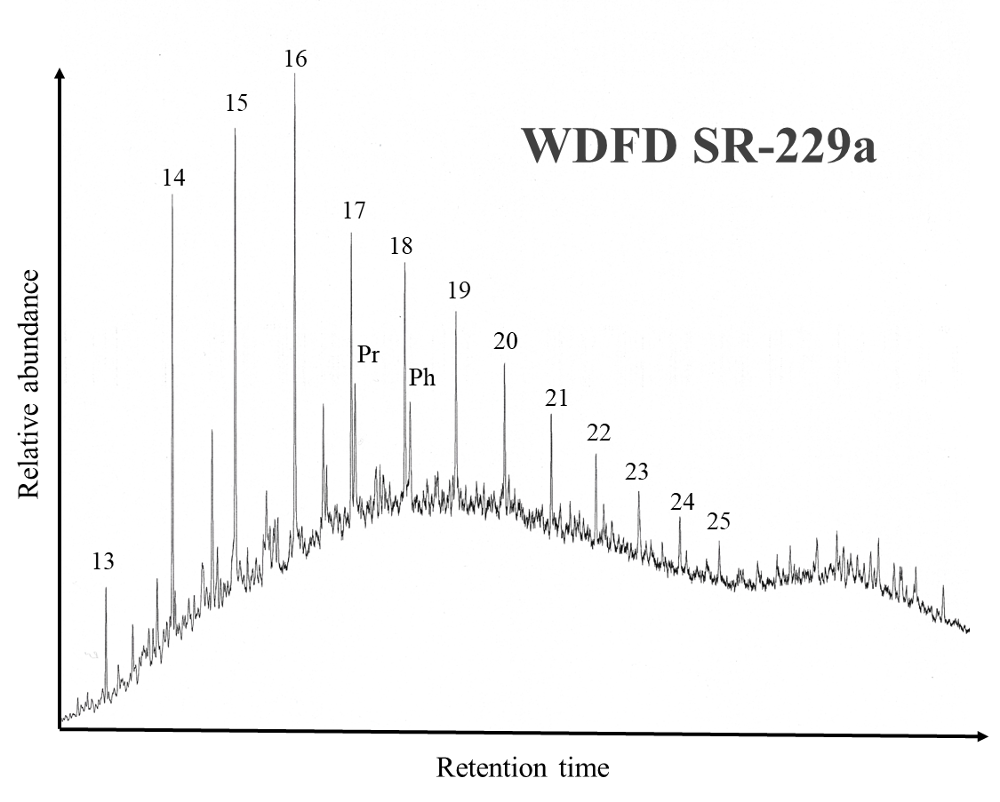 16
15
WDFD SR-229a
14
17
18
19
20
Pr
Ph
21
22
23
24
25
13
Relative abundance
Retention time